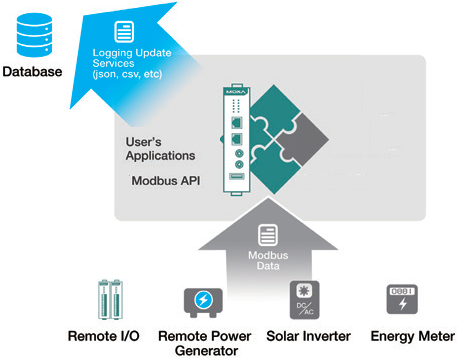 Database
Logging Update
Services
(json, csv, etc)
MOXA
User's
Applications
Modbus API
Modbus
Data
DC/
AC
0881
Remote I/O
Remote Power
Generator
Solar Inverter
Energy Meter